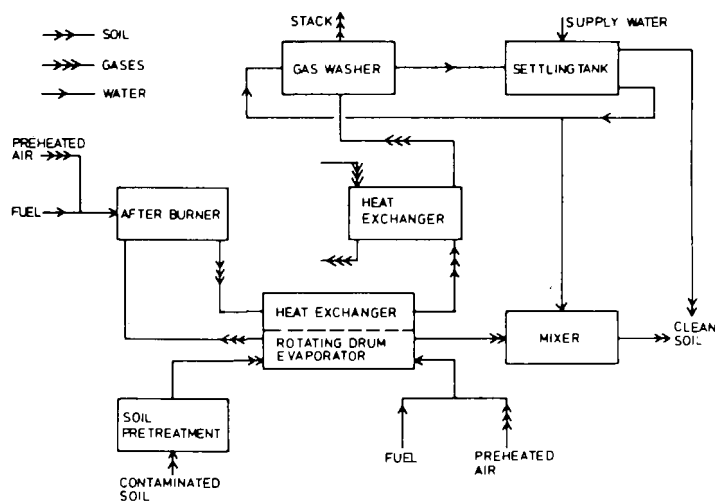 STACK
SUPPLY WATER
SOIL
GASES
WATER
GAS WASHER
SETTLING TANK
PREHEATED
AIR
FUEL
AFTER BURNER
HEAT
EXCHANGER
HEAT EXCHANGER
ROTATING DRUM
EVAPORATOR
MIXER
CLEAN
SOIL
SOIL
PRETREATMENT
CONTAMINATED
SOIL
FUEL
PREHEATED
AIR